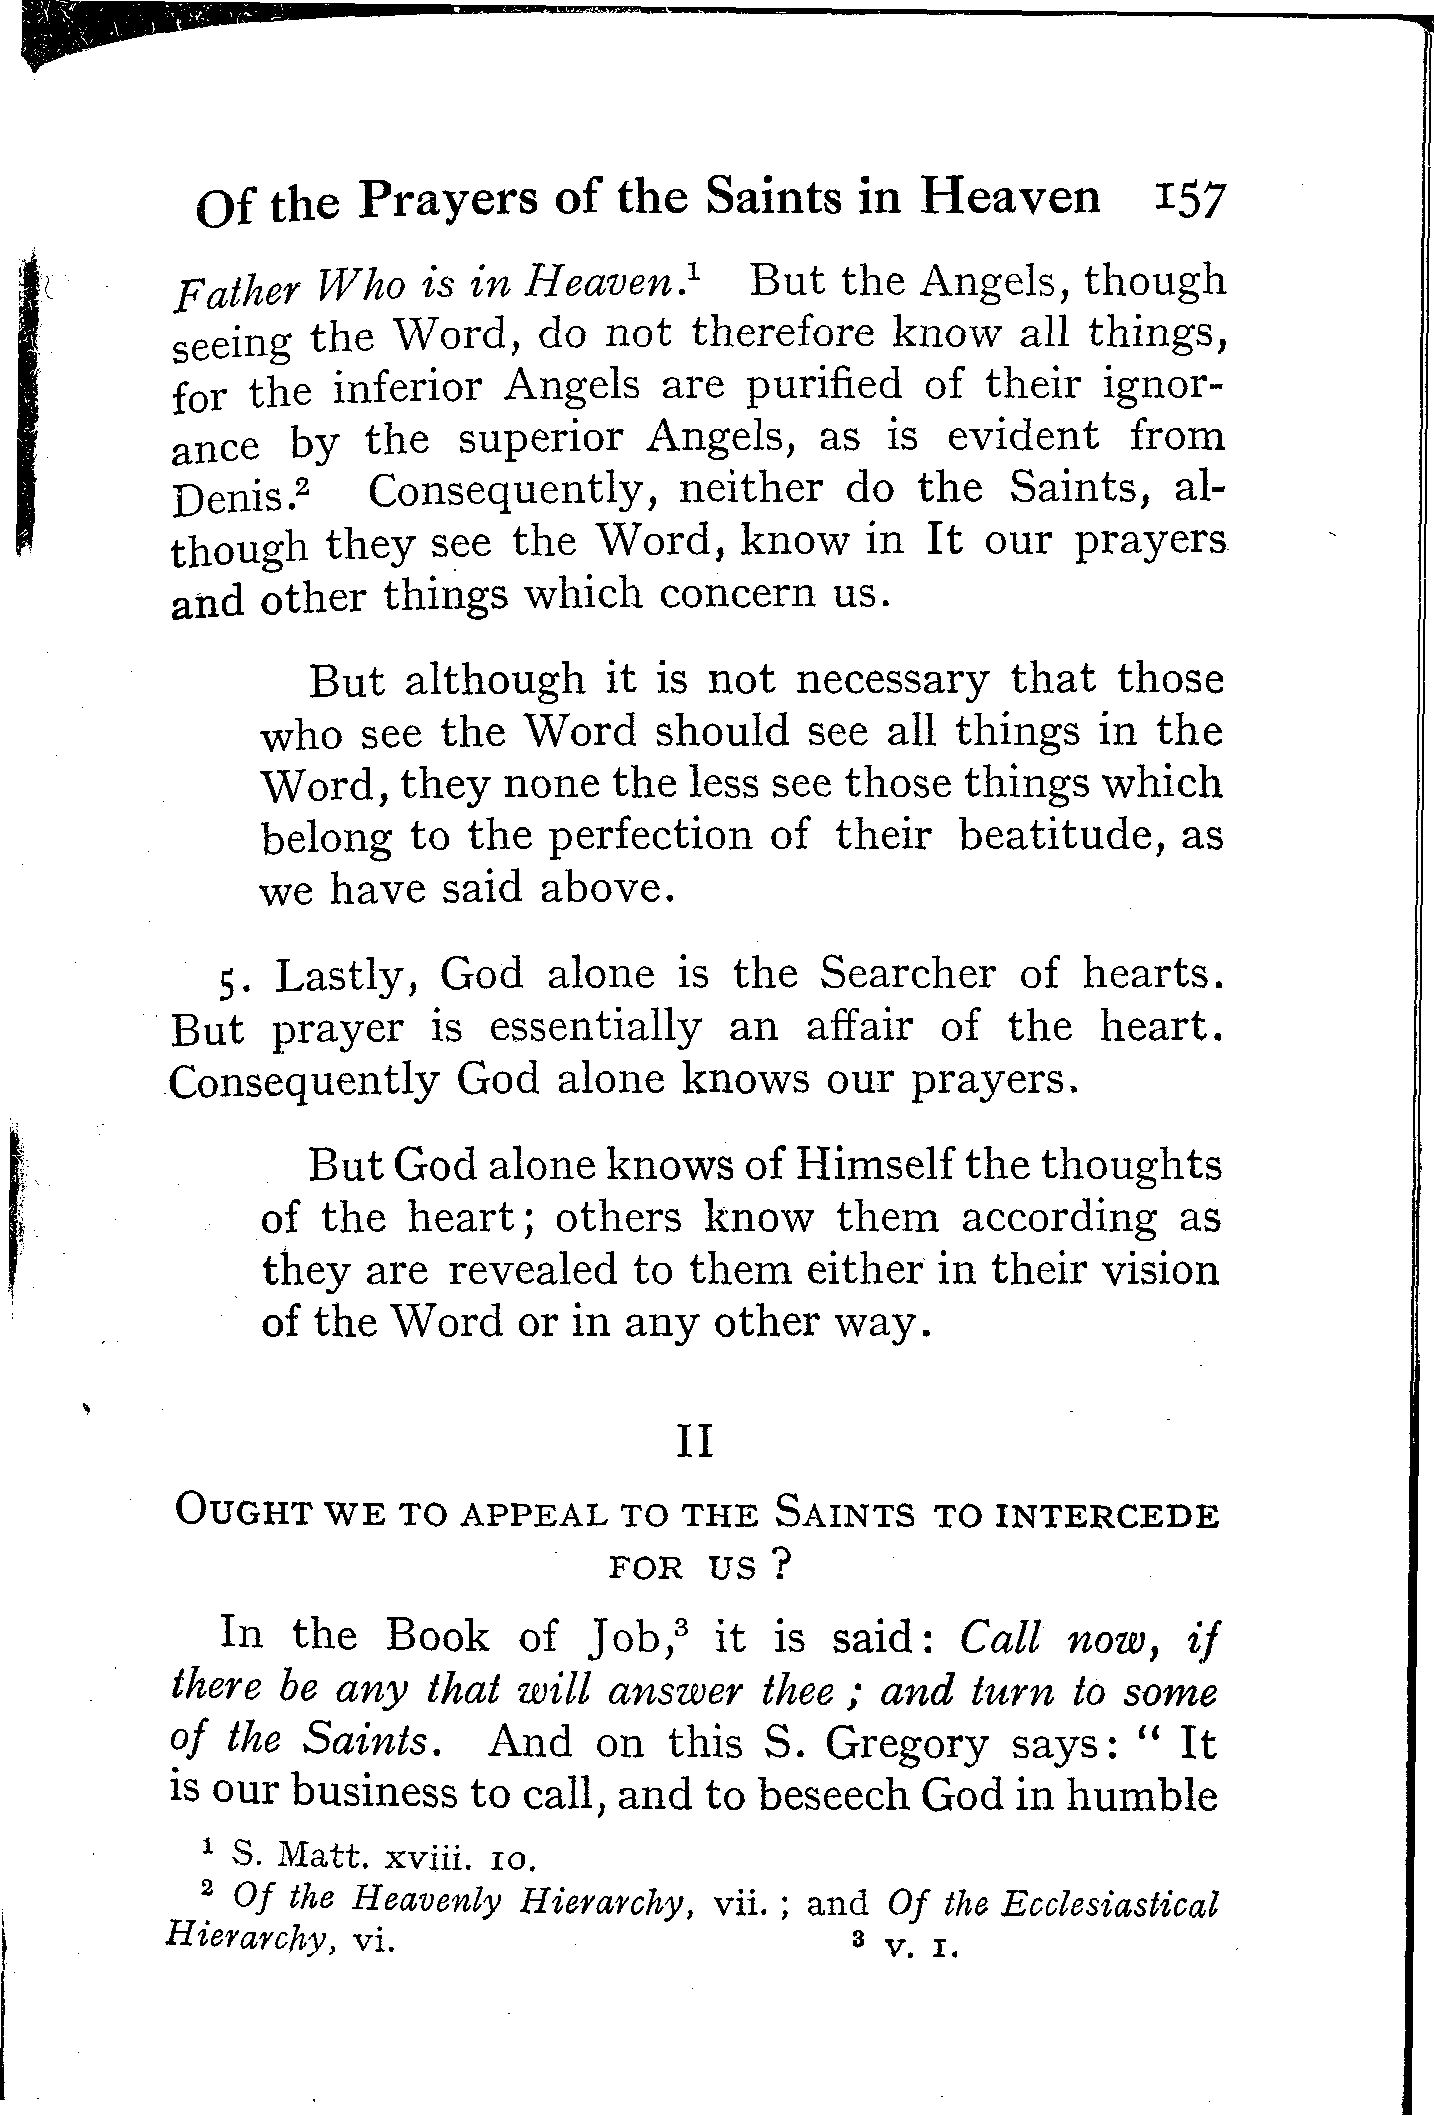 Of the Prayers of the Saints in Heaven 157
Father Who is in Heaven.¹ But the Angels, though
seeing the Word, do not therefore know all things,
for the inferior Angels are purified of their ignor-
ance by the superior Angels, as is evident from
Denis.² Consequently, neither do the Saints, al-
though they see the Word, know in It our prayers
and other things which concern us.
But although it is not necessary that those
who see the Word should see all things in the
Word, they none the less see those things which
belong to the perfection of their beatitude, as
we have said above.
5. Lastly, God alone is the Searcher of hearts.
But prayer is essentially an affair of the heart.
Consequently God alone knows our prayers.
But God alone knows of Himself the thoughts
of the heart; others know them according as
they are revealed to them either in their vision
of the Word or in any other way.
II
OUGHT WE TO APPEAL TO THE SAINTS TO INTERCEDE
FOR US ?
In the Book of Job,³ it is said: Call now, if
there be any that will answer thee ; and turn to some
of the Saints. And on this S. Gregory says: “ It
is our business to call, and to beseech God in humble
¹ S. Matt. xviii. 10.
² Of the Heavenly Hierarchy, vii. ; and Of the Ecclesiastical
Hierarchy, vi. ³ v. 1.